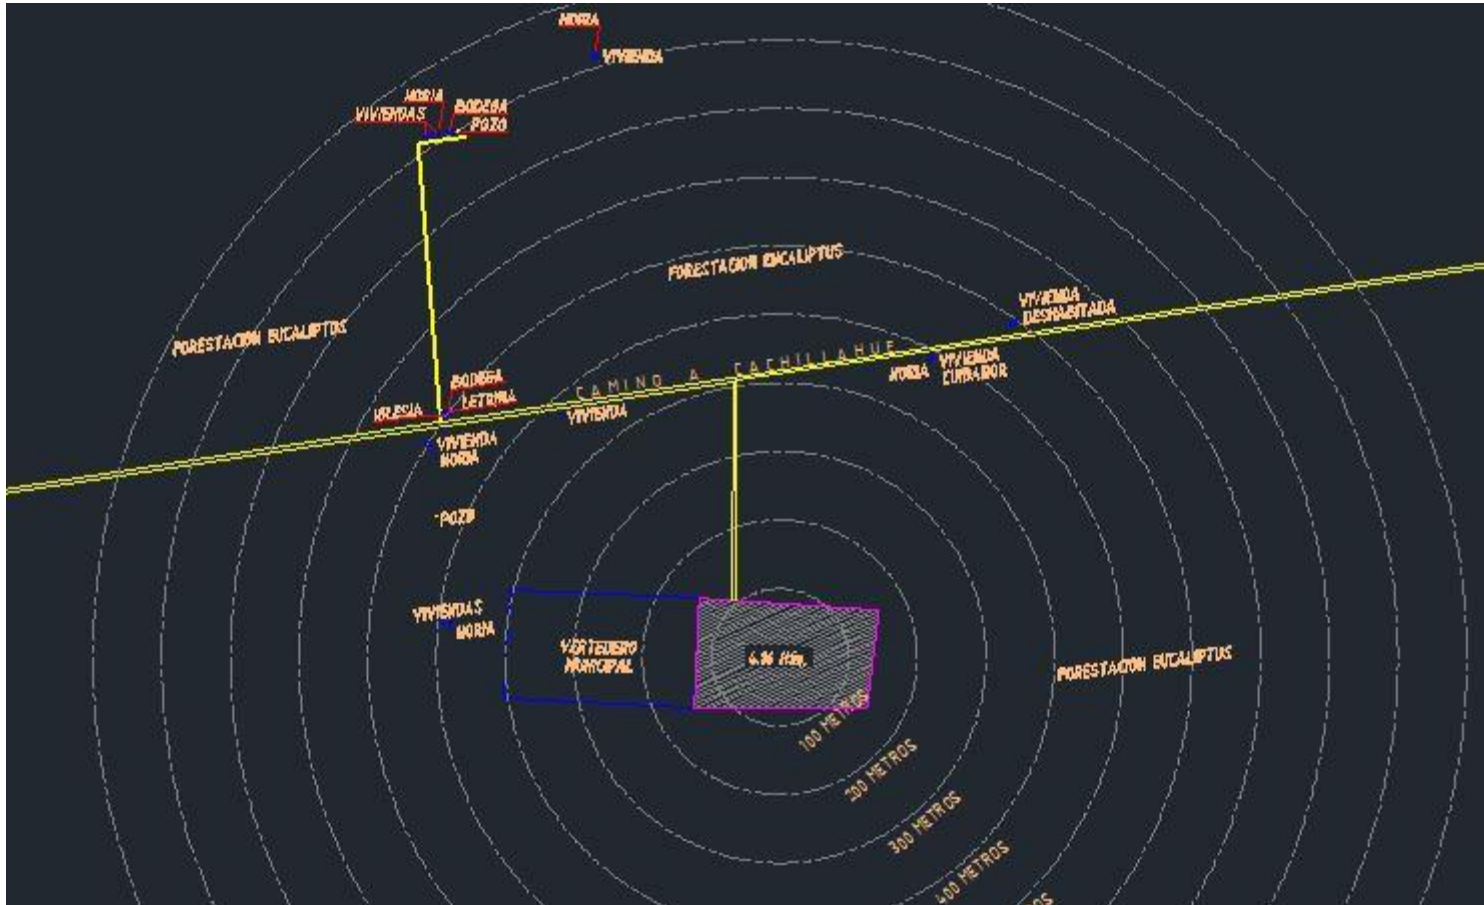 NORIA
VIVIENDA
NORIA
VIVIENDAS
BODEGA
POZO
FORESTACION EUCALIPTUS
VIVIENDA
DESHABITADA
FORESTACION EUCALIPTUS
CAMINO A CACHILLAHUE
VIVIENDA
CUIDADOR
NORIA
BODEGA
LETRINA
IGLESIA
VIVIENDA
VIVIENDA
NORIA
POZO
VIVIENDAS
NORIA
VERTEDERO
MUNICIPAL
FORESTACION EUCALIPTUS
100 METROS
200 METROS
300 METROS
400 METROS